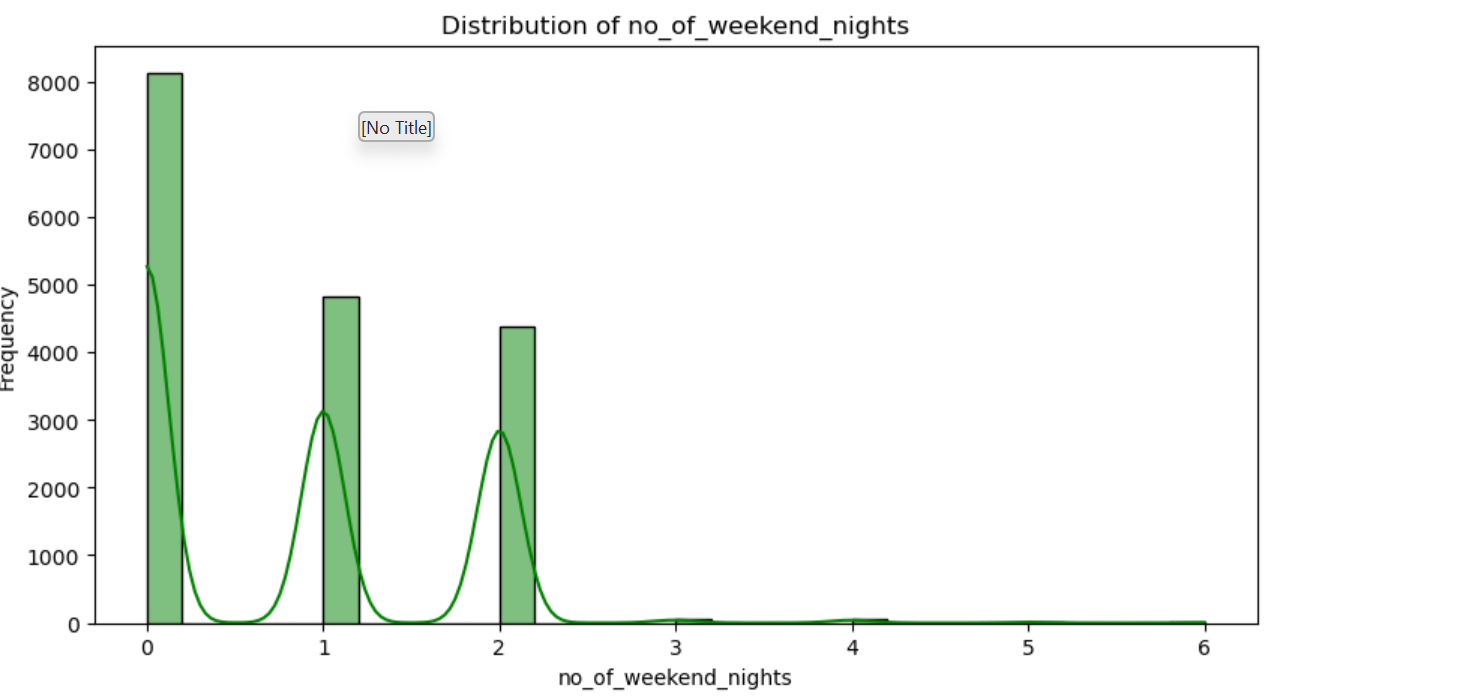 Distribution of no_of_weekend_nights
[No Title]
Frequency
8000
7000
6000
5000
4000
3000
2000
1000
0
0 1 2 3 4 5 6
no_of_weekend_nights